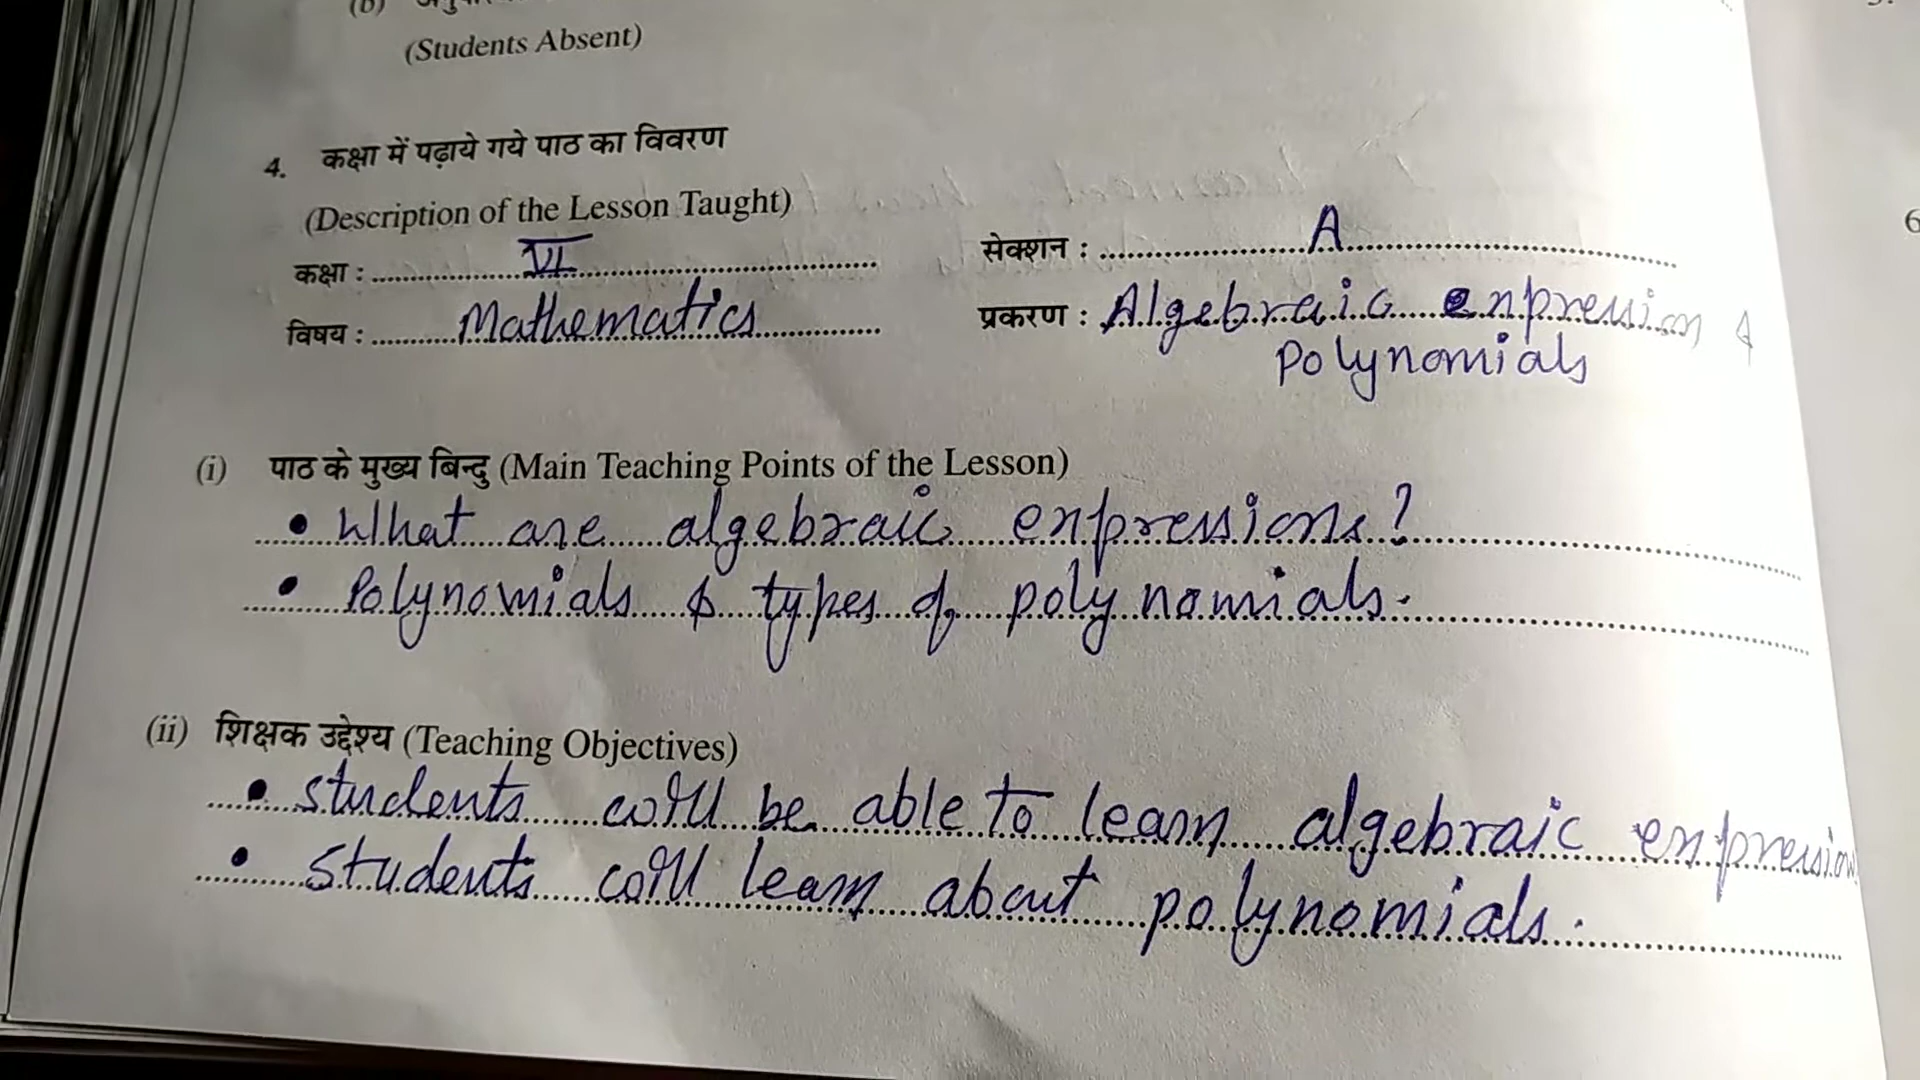 (b)
(Students Absent)
4. कक्षा में पढ़ाये गये पाठ का विवरण
(Description of the Lesson Taught)
कक्षा : VI सेक्शन : A
विषय : Mathematics प्रकरण : Algebraic expression &
Polynomials
(i) पाठ के मुख्य बिन्दु (Main Teaching Points of the Lesson)
• What are algebraic expressions?
• Polynomials & types of polynomials.
(ii) शिक्षक उद्देश्य (Teaching Objectives)
• students will be able to learn algebraic expression
• students will learn about polynomials.
6